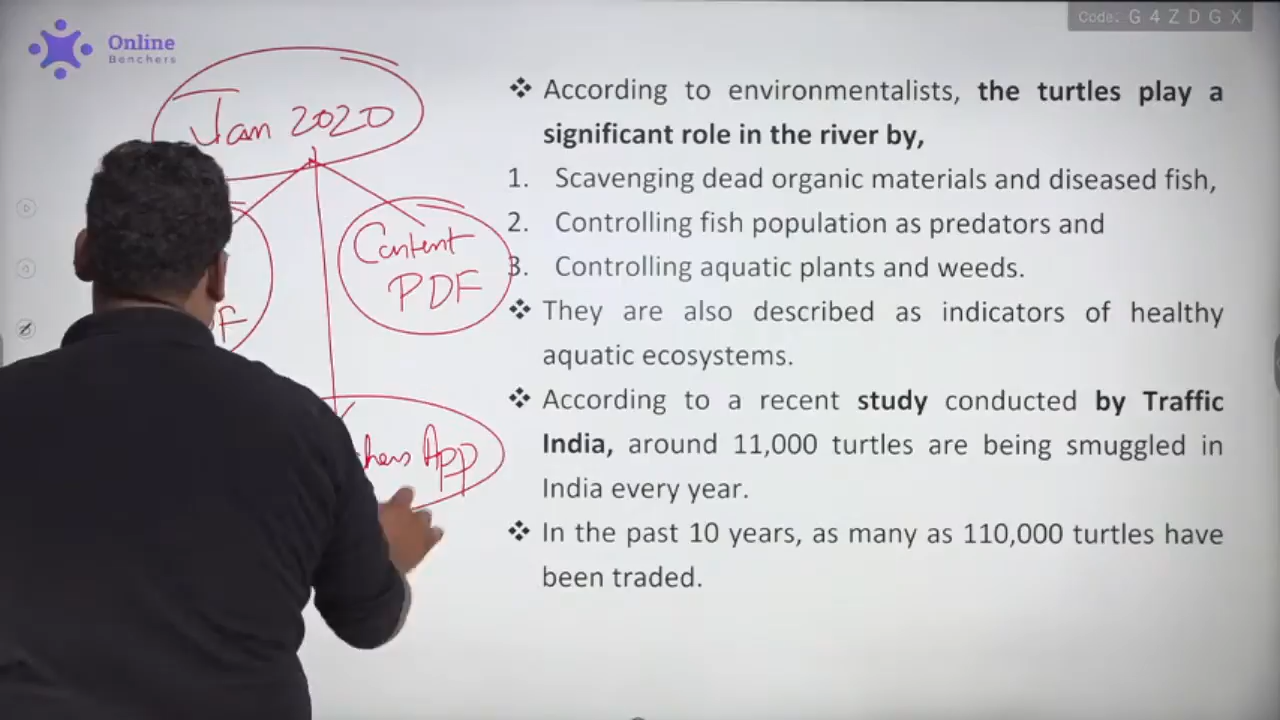 Code: G 4 Z D G X
Online
Benchers
Jan 2020
Content
PDF
App
❖ According to environmentalists, the turtles play a
significant role in the river by,
1. Scavenging dead organic materials and diseased fish,
2. Controlling fish population as predators and
3. Controlling aquatic plants and weeds.
❖ They are also described as indicators of healthy
aquatic ecosystems.
❖ According to a recent study conducted by Traffic
India, around 11,000 turtles are being smuggled in
India every year.
❖ In the past 10 years, as many as 110,000 turtles have
been traded.